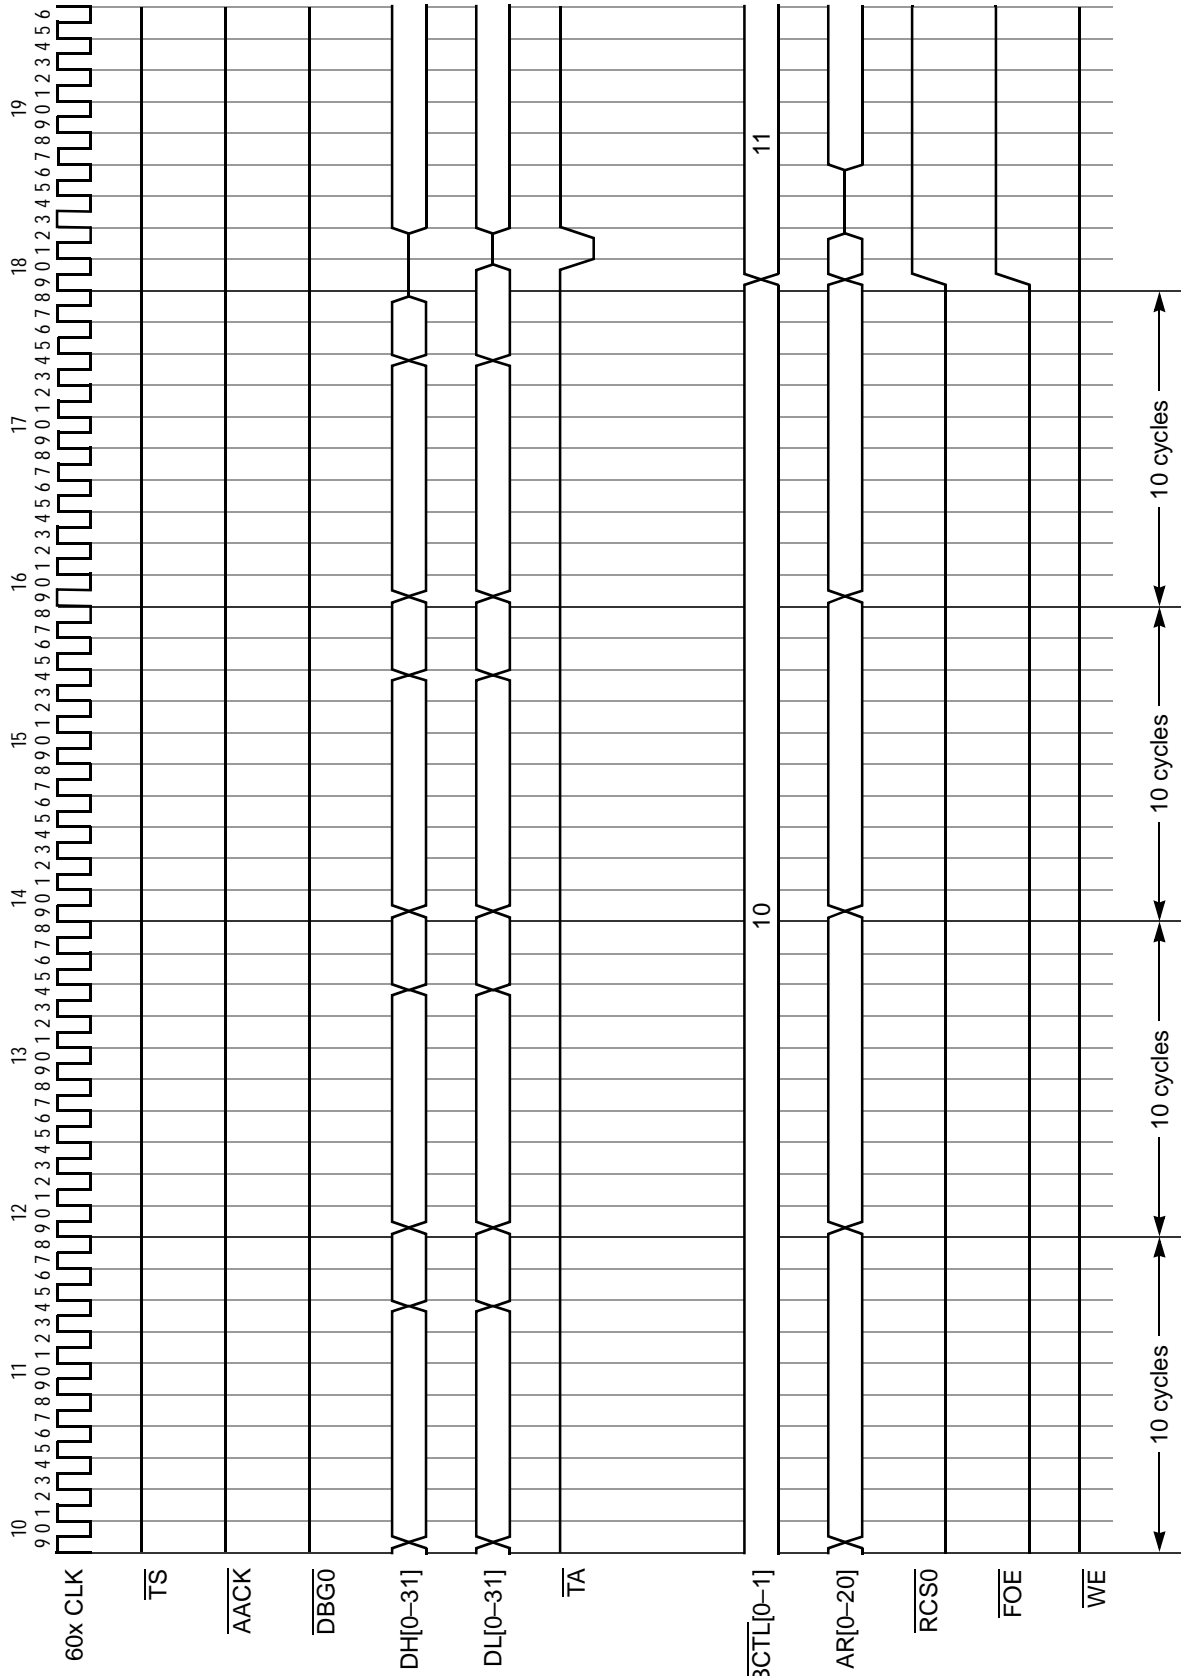 10 11 12 13 14 15 16 17 18 19
9 0 1 2 3 4 5 6 7 8 9 0 1 2 3 4 5 6 7 8 9 0 1 2 3 4 5 6 7 8 9 0 1 2 3 4 5 6 7 8 9 0 1 2 3 4 5 6 7 8 9 0 1 2 3 4 5 6 7 8 9 0 1 2 3 4 5 6 7 8 9 0 1 2 3 4 5 6 7 8 9 0 1 2 3 4 5 6 7 8 9 0 1 2 3 4 5 6
60x CLK
TS
AACK
DBG0
DH[0–31]
DL[0–31]
TA
BCTL[0–1] 10 11
AR[0–20]
RCS0
FOE
WE
10 cycles 10 cycles 10 cycles 10 cycles